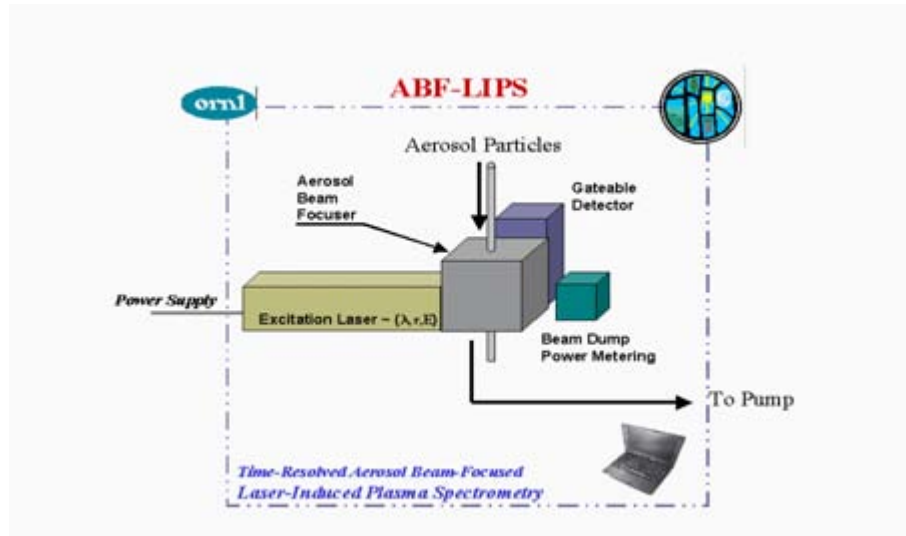 ABF-LIPS
ornl
Aerosol Particles
Aerosol
Beam
Focuser
Gateable
Detector
Power Supply
Excitation Laser ~ (λ, τ, E)
Beam Dump
Power Metering
To Pump
Time-Resolved Aerosol Beam-Focused
Laser-Induced Plasma Spectrometry